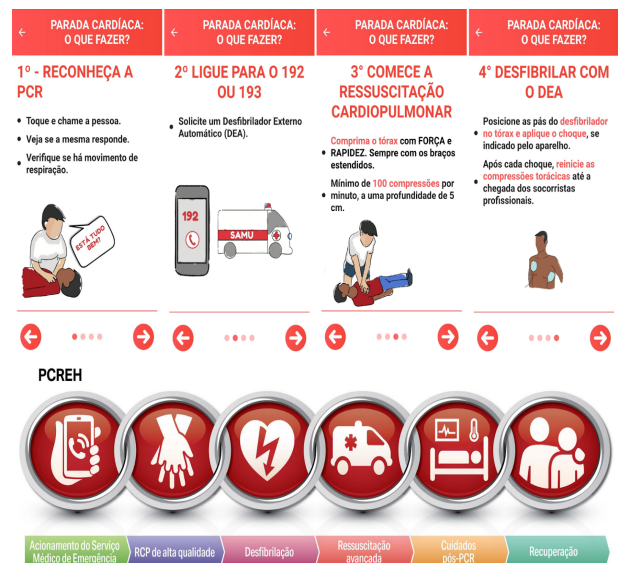 PARADA CARDÍACA:
O QUE FAZER?
1º - RECONHEÇA A
PCR
Toque e chame a pessoa.
Veja se a mesma responde.
Verifique se há movimento de
respiração.
ESTÁ TUDO
BEM?
PARADA CARDÍACA:
O QUE FAZER?
2º LIGUE PARA O 192
OU 193
Solicite um Desfibrilador Externo
Automático (DEA).
192
SAMU
PARADA CARDÍACA:
O QUE FAZER?
3° COMECE A
RESSUSCITAÇÃO
CARDIOPULMONAR
Comprima o tórax com FORÇA e
RAPIDEZ. Sempre com os braços
estendidos.
Mínimo de 100 compressões por
minuto, a uma profundidade de 5
cm.
PARADA CARDÍACA:
O QUE FAZER?
4° DESFIBRILAR COM
O DEA
Posicione as pás do desfibrilador
no tórax e aplique o choque, se
indicado pelo aparelho.
Após cada choque, reinicie as
compressões torácicas até a
chegada dos socorristas
profissionais.
PCREH
Acionamento do Serviço
Médico de Emergência
RCP de alta qualidade
Desfibrilação
Ressuscitação
avançada
Cuidados
pós-PCR
Recuperação